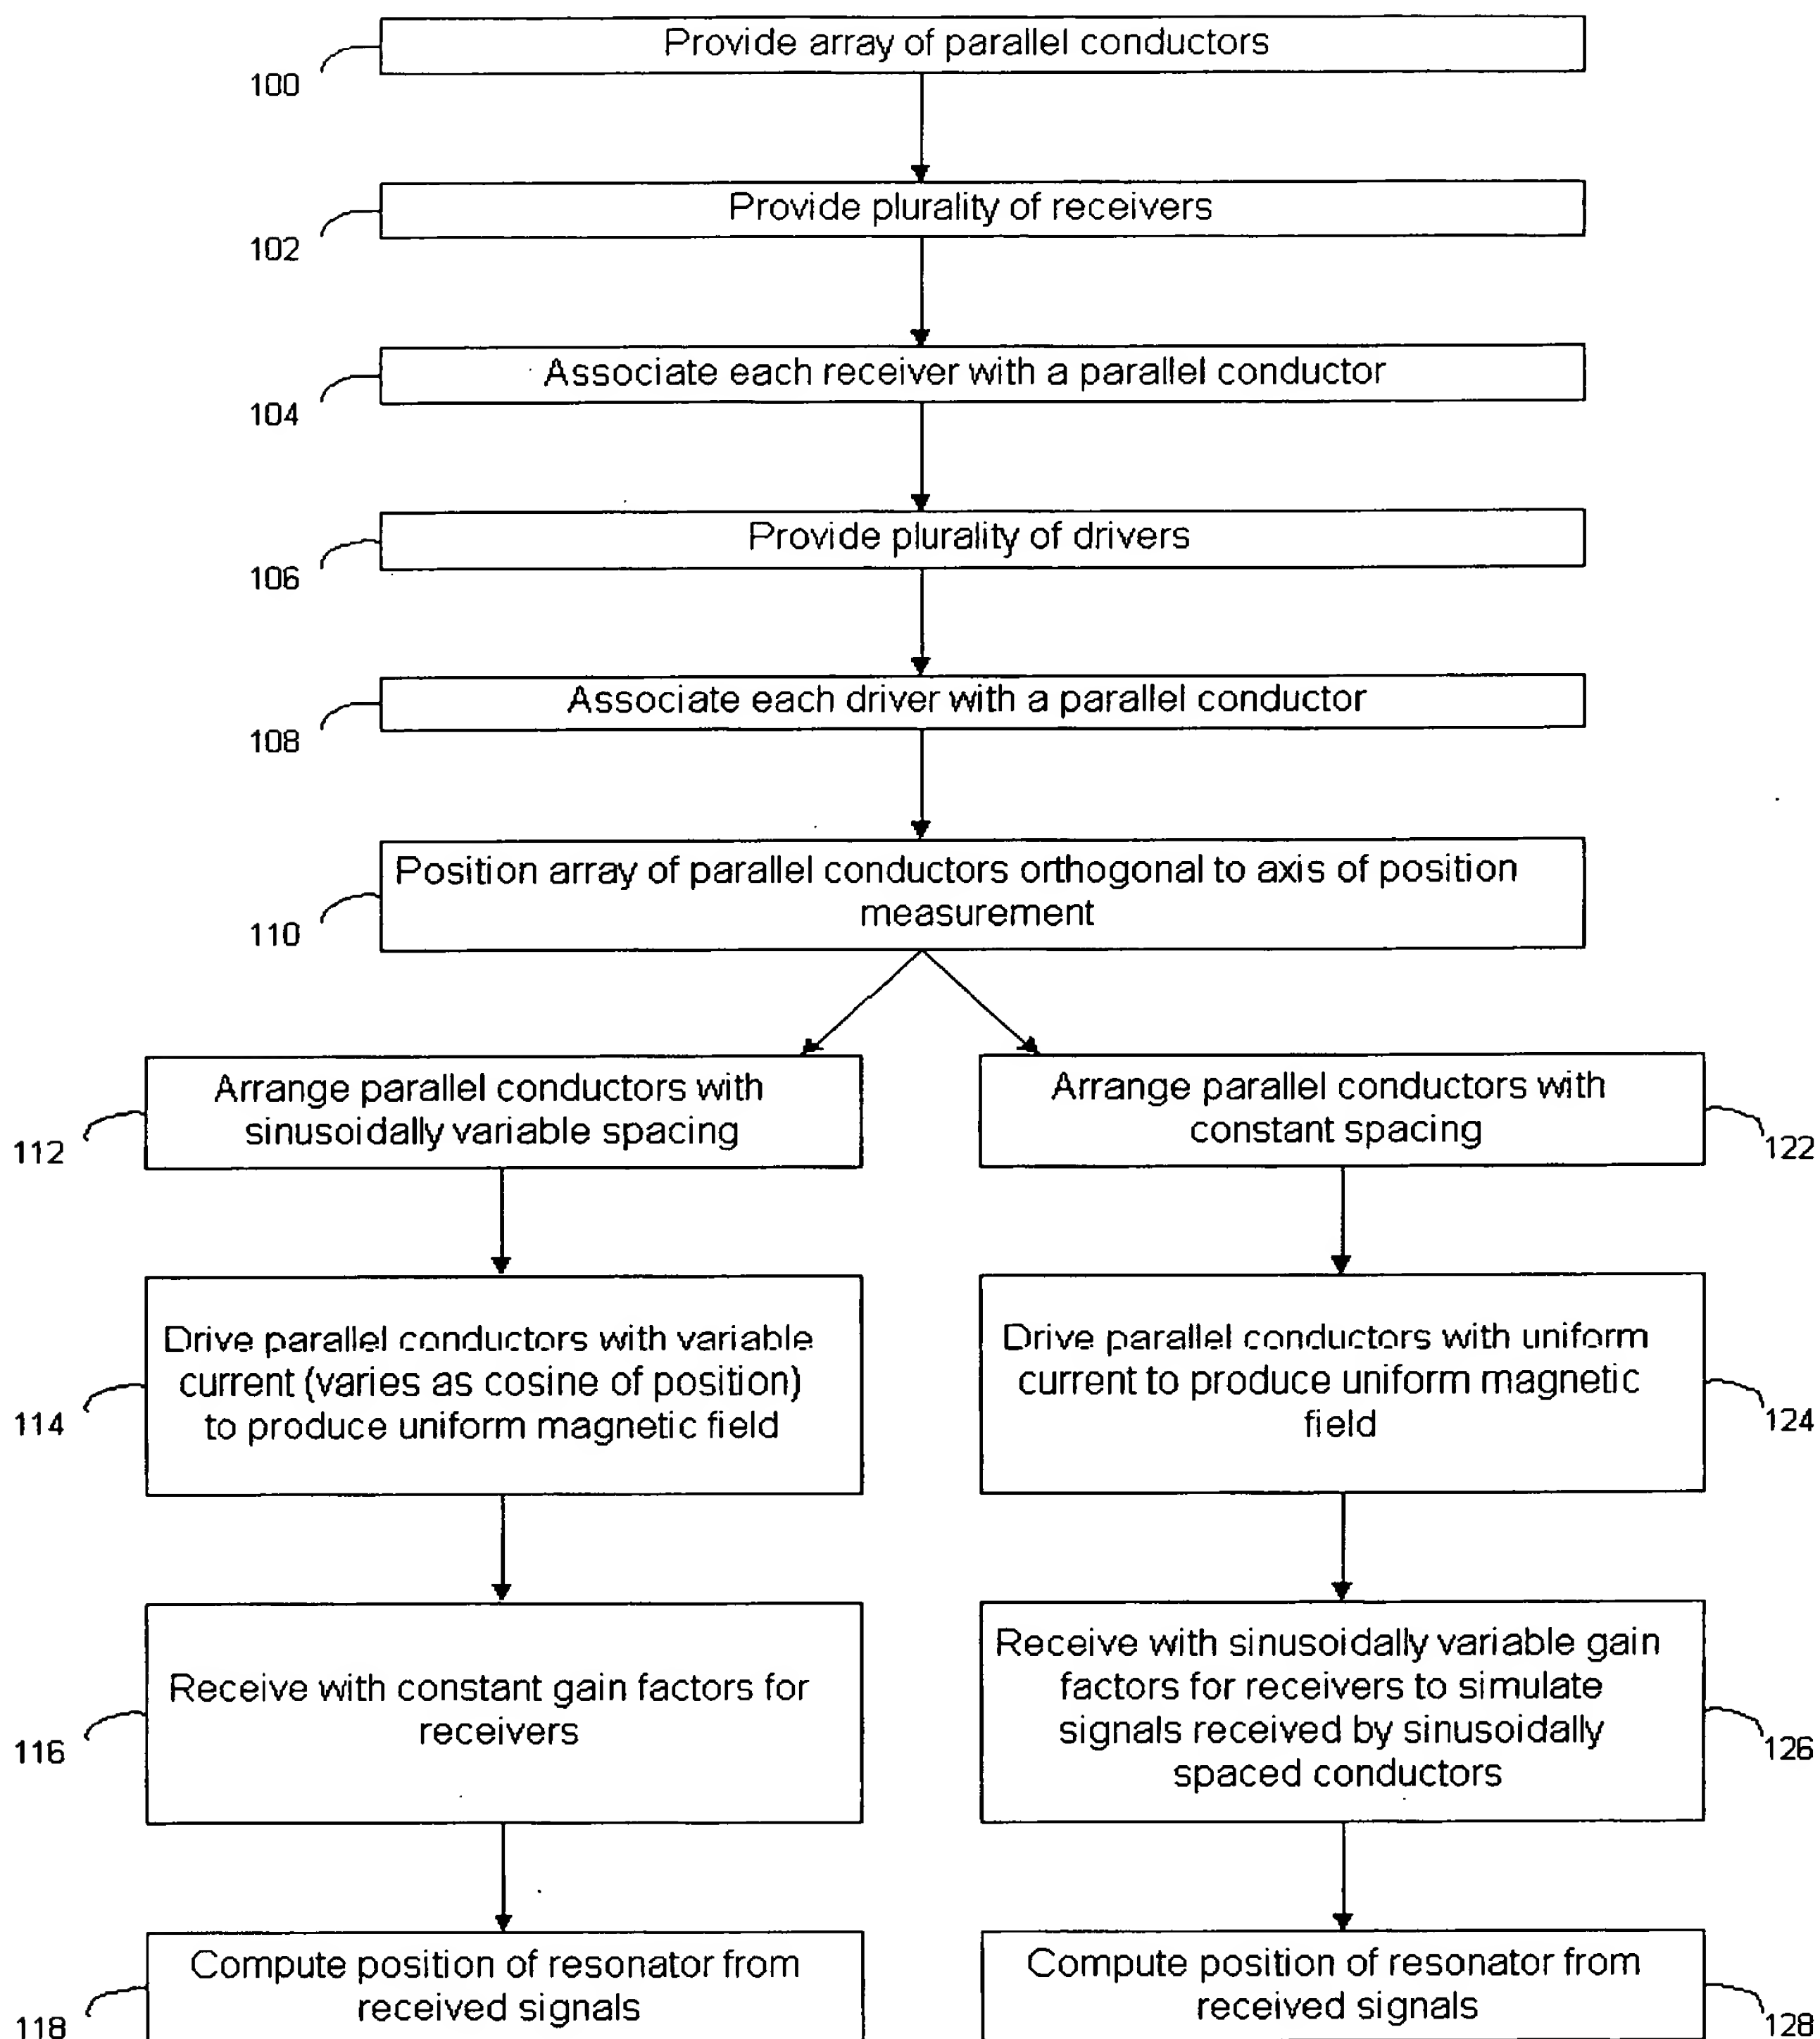 Provide array of parallel conductors
100
Provide plurality of receivers
102
Associate each receiver with a parallel conductor
104
Provide plurality of drivers
106
Associate each driver with a parallel conductor
108
Position array of parallel conductors orthogonal to axis of position
measurement
110
Arrange parallel conductors with
sinusoidally variable spacing
112
Drive parallel conductors with variable
current (varies as cosine of position)
to produce uniform magnetic field
114
Receive with constant gain factors for
receivers
116
Compute position of resonator from
received signals
118
Arrange parallel conductors with
constant spacing
122
Drive parallel conductors with uniform
current to produce uniform magnetic
field
124
Receive with sinusoidally variable gain
factors for receivers to simulate
signals received by sinusoidally
spaced conductors
126
Compute position of resonator from
received signals
128